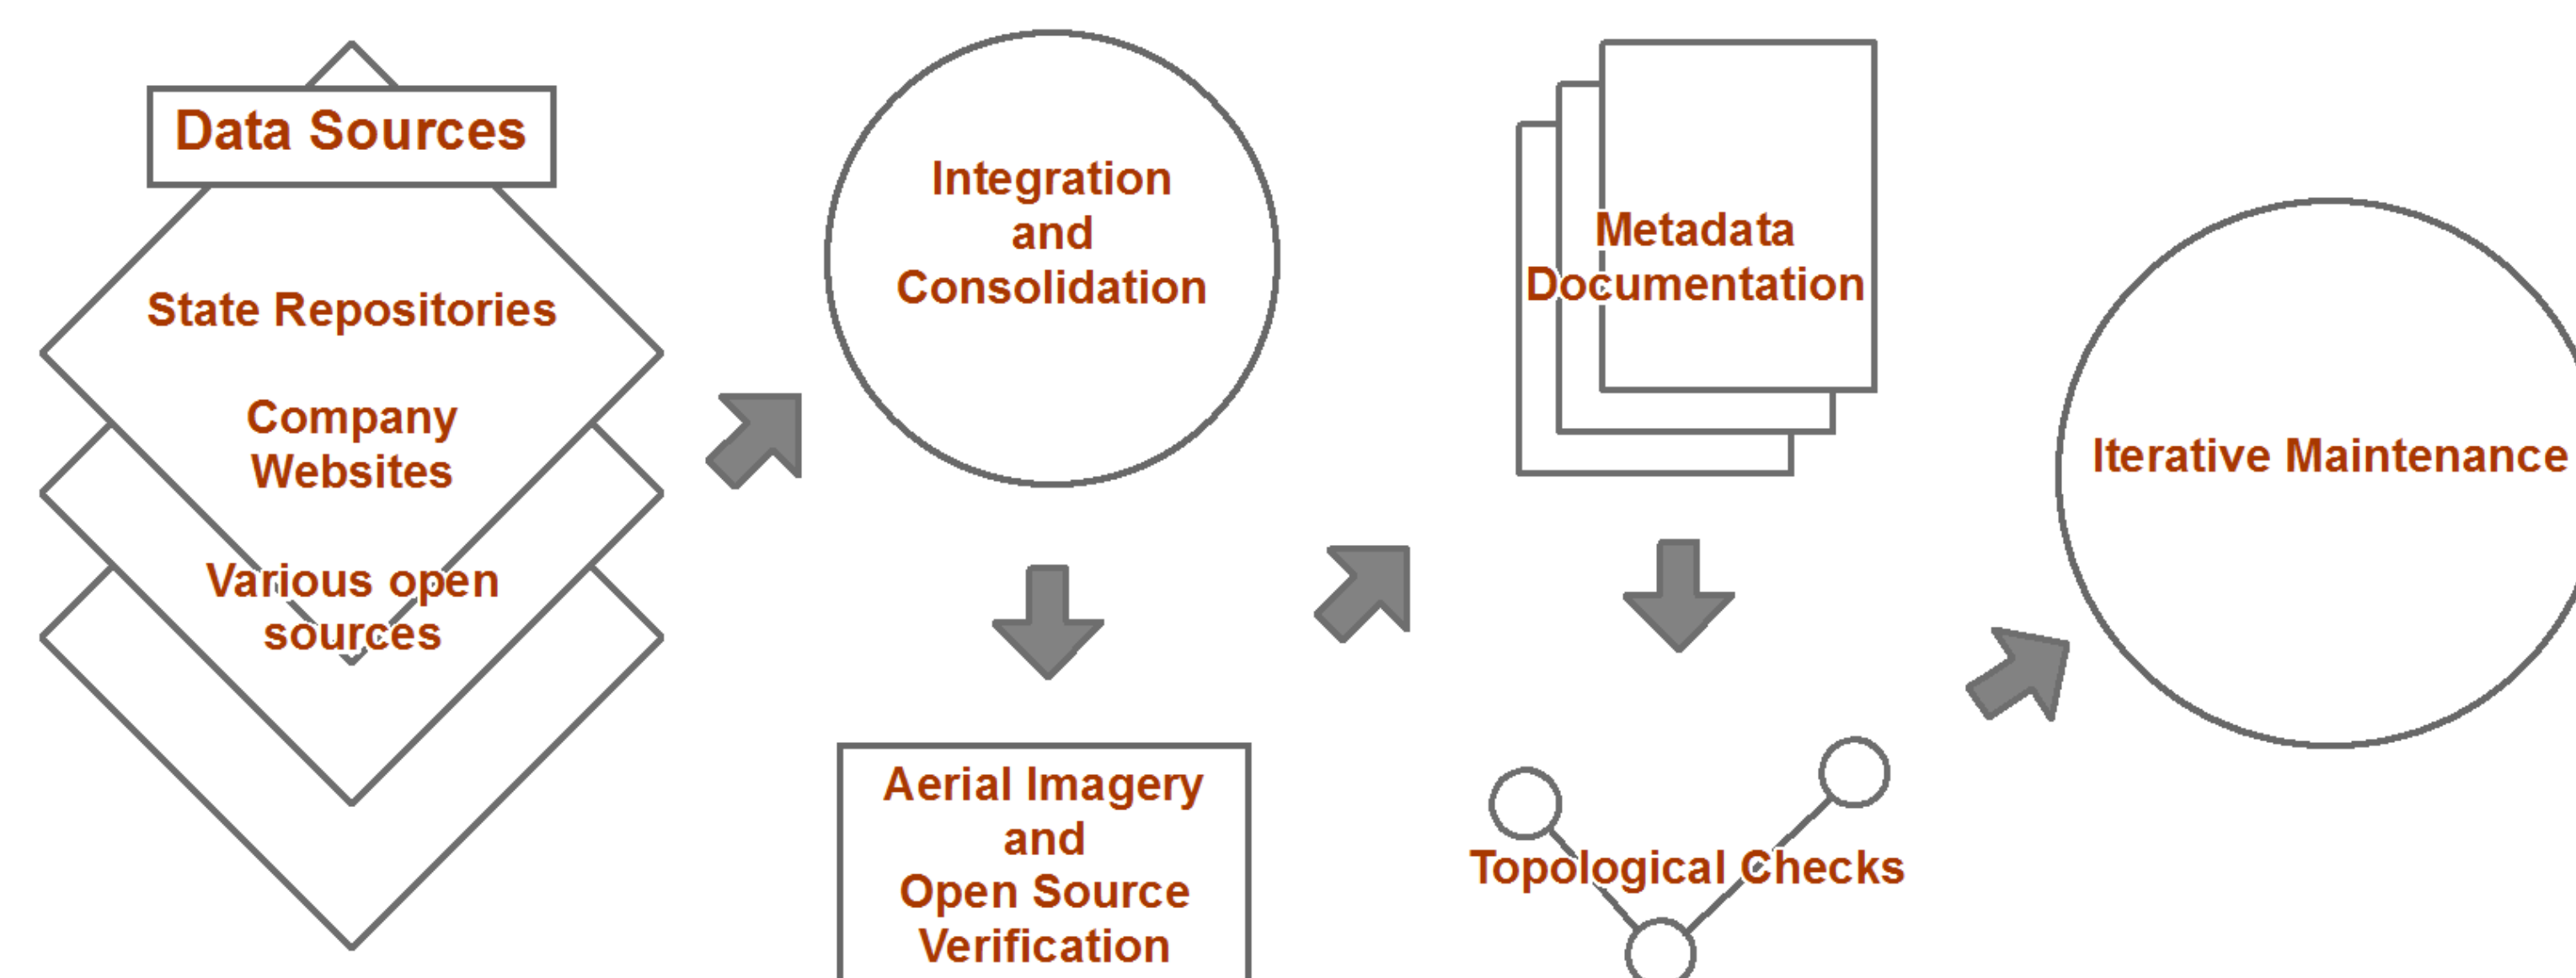 Data Sources
State Repositories
Company
Websites
Various open
sources
Integration
and
Consolidation
Aerial Imagery
and
Open Source
Verification
Metadata
Documentation
Topological Checks
Iterative Maintenance